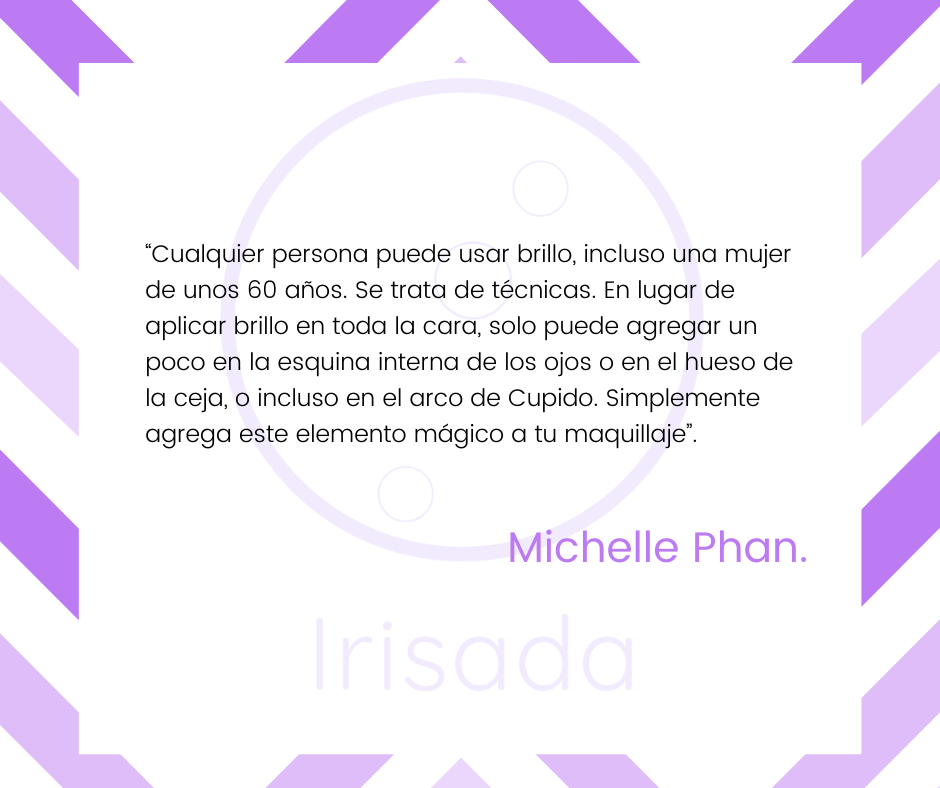 “Cualquier persona puede usar brillo, incluso una mujer
de unos 60 años. Se trata de técnicas. En lugar de
aplicar brillo en toda la cara, solo puede agregar un
poco en la esquina interna de los ojos o en el hueso de
la ceja, o incluso en el arco de Cupido. Simplemente
agrega este elemento mágico a tu maquillaje”.
Michelle Phan.
Irisada